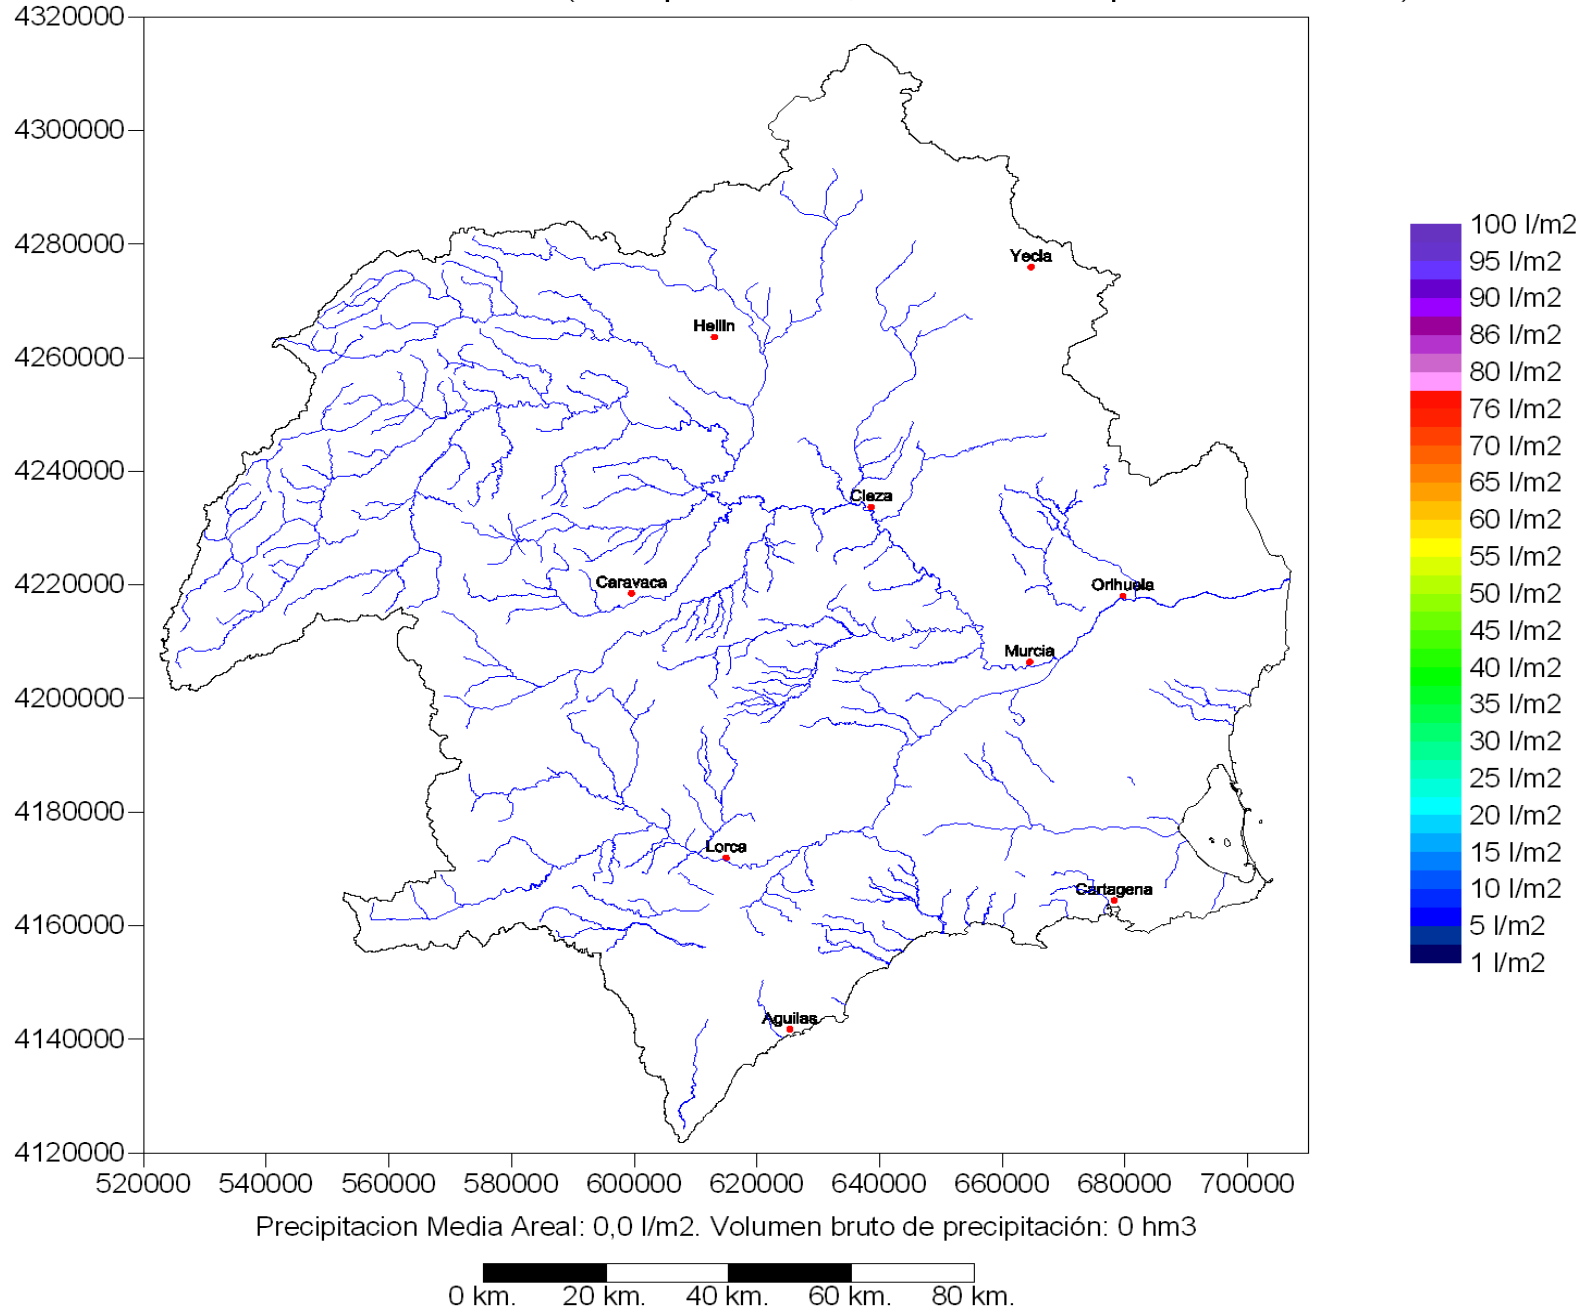 4320000
4300000
4280000
4260000
4240000
4220000
4200000
4180000
4160000
4140000
4120000
520000 540000 560000 580000 600000 620000 640000 660000 680000 700000
Yecla
Hellin
Cieza
Caravaca
Orihuela
Murcia
Lorca
Cartagena
Aguilas
100 l/m2
95 l/m2
90 l/m2
86 l/m2
80 l/m2
76 l/m2
70 l/m2
65 l/m2
60 l/m2
55 l/m2
50 l/m2
45 l/m2
40 l/m2
35 l/m2
30 l/m2
25 l/m2
20 l/m2
15 l/m2
10 l/m2
5 l/m2
1 l/m2
Precipitacion Media Areal: 0,0 l/m2. Volumen bruto de precipitación: 0 hm3
0 km. 20 km. 40 km. 60 km. 80 km.